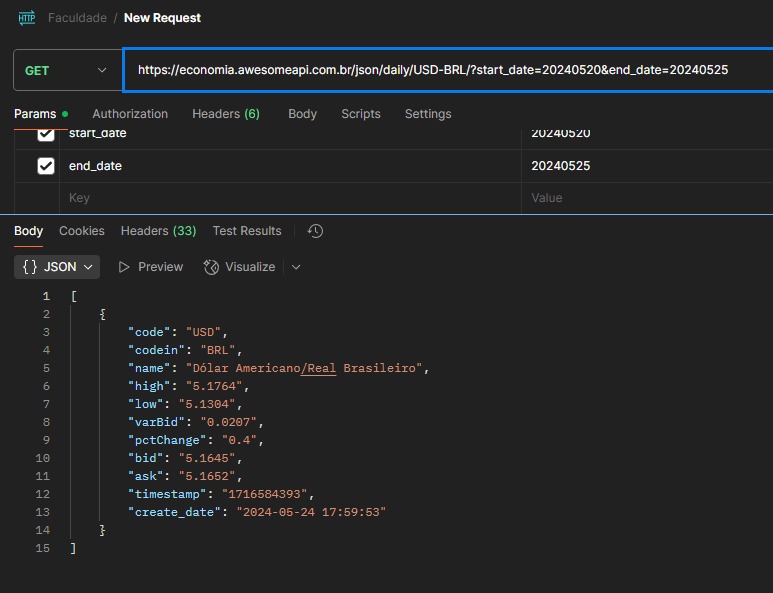 HTTP Faculdade / New Request
GET https://economia.awesomeapi.com.br/json/daily/USD-BRL/?start_date=20240520&end_date=20240525
Params Authorization Headers (6) Body Scripts Settings
start_date 20240520
end_date 20240525
Key Value
Body Cookies Headers (33) Test Results
{} JSON Preview Visualize
1 [
2 {
3 "code": "USD",
4 "codein": "BRL",
5 "name": "Dólar Americano/Real Brasileiro",
6 "high": "5.1764",
7 "low": "5.1304",
8 "varBid": "0.0207",
9 "pctChange": "0.4",
10 "bid": "5.1645",
11 "ask": "5.1652",
12 "timestamp": "1716584393",
13 "create_date": "2024-05-24 17:59:53"
14 }
15 ]